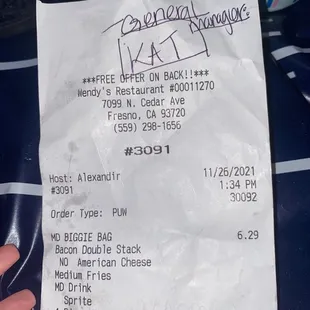 General
Manager:
KAT
***FREE OFFER ON BACK!!***
Wendy's Restaurant #00011270
7099 N. Cedar Ave
Fresno, CA 93720
(559) 298-1656
#3091
Host: Alexandir 11/26/2021
#3091 1:34 PM
30092
Order Type: PUW
MD BIGGIE BAG 6.29
Bacon Double Stack
NO American Cheese
Medium Fries
MD Drink
Sprite